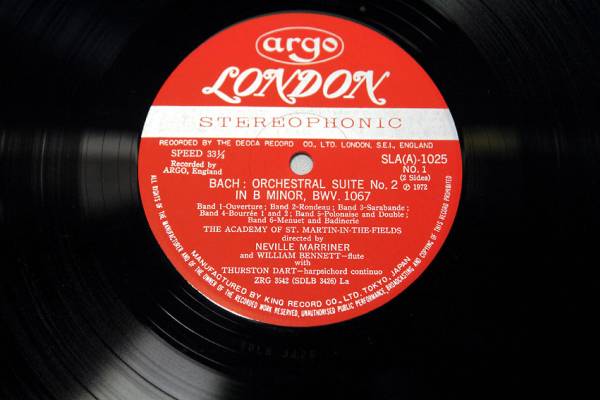 argo
LONDON
STEREOPHONIC
RECORDED BY THE DECCA RECORD CO., LTD. LONDON, S.E.I., ENGLAND
SPEED 33⅓
Recorded by
ARGO, England
SLA(A)-1025
NO. 1
(2 Sides)
℗ 1972
BACH: ORCHESTRAL SUITE No. 2
IN B MINOR, BWV. 1067
Band 1-Ouverture; Band 2-Rondeau; Band 3-Sarabande;
Band 4-Bourrée 1 and 2; Band 5-Polonaise and Double;
Band 6-Menuet and Badinerie
THE ACADEMY OF ST. MARTIN-IN-THE-FIELDS
directed by
NEVILLE MARRINER
and WILLIAM BENNETT-flute
with
THURSTON DART-harpsichord continuo
ZRG 3542 (SDLB 3426) La
MANUFACTURED BY KING RECORD CO., LTD. TOKYO, JAPAN
ALL RIGHTS OF THE MANUFACTURER AND OF THE OWNER OF THE RECORDED WORK RESERVED, UNAUTHORISED PUBLIC PERFORMANCE, BROADCASTING AND COPYING OF THIS RECORD PROHIBITED